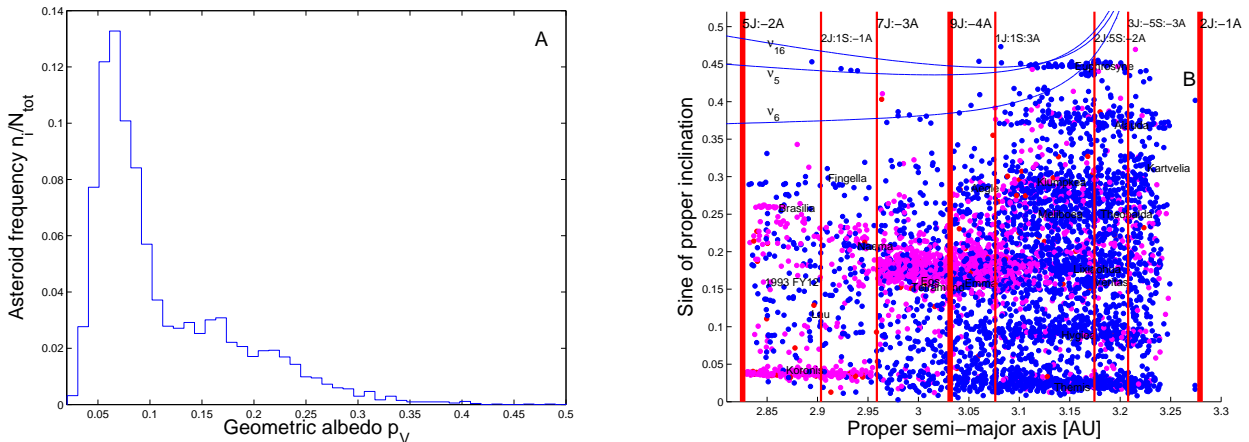 A
Asteroid frequency n_i/N_tot
0.14
0.12
0.1
0.08
0.06
0.04
0.02
0
0.05 0.1 0.15 0.2 0.25 0.3 0.35 0.4 0.45 0.5
Geometric albedo p_V
B
Sine of proper inclination
0.5
0.45
0.4
0.35
0.3
0.25
0.2
0.15
0.1
0.05
0
5J:−2A 7J:−3A 9J:−4A 2J:−1A
3J:−5S:−3A
2J:1S:−1A 1J:1S:3A 2J:5S:−2A
ν_16
ν_5
ν_6
Kartvelia
Fingella
Brasilia
1993 FY12
Lau
Koronis
2.85 2.9 2.95 3 3.05 3.1 3.15 3.2 3.25 3.3
Proper semi−major axis [AU]